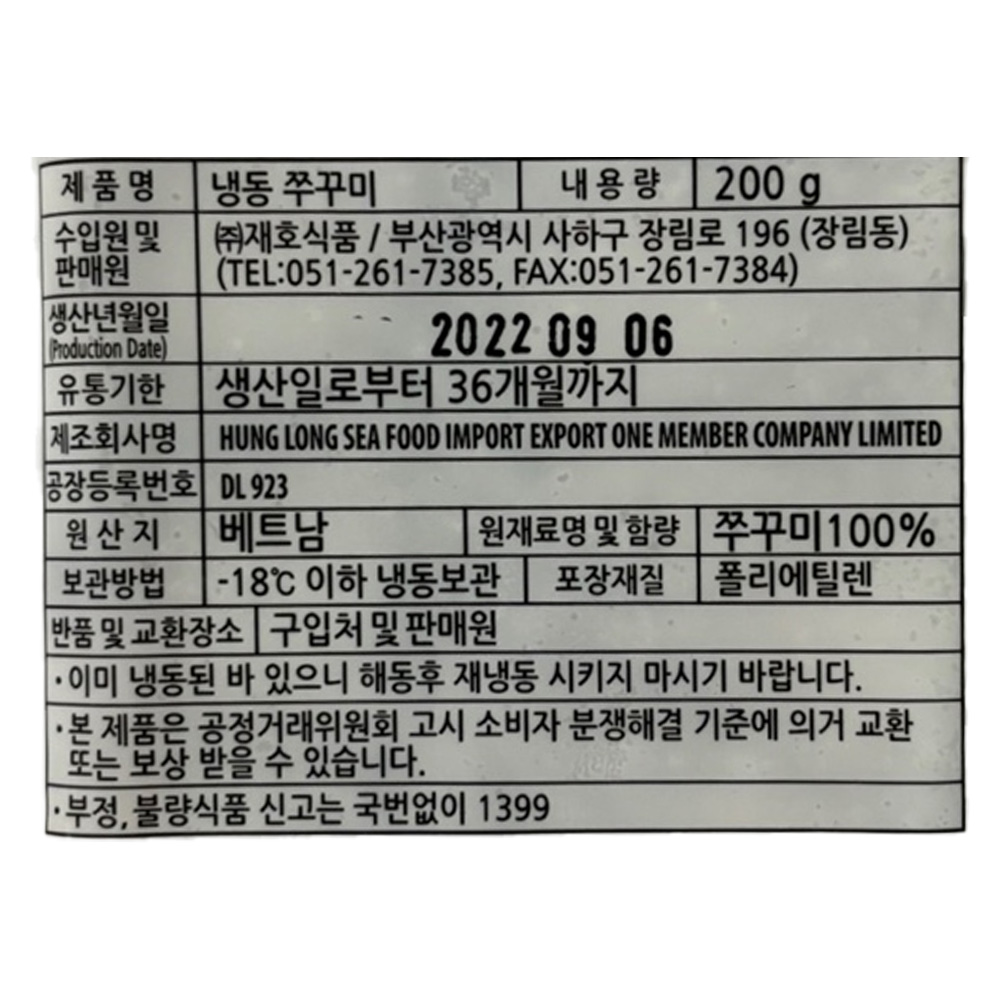 제품명 냉동 쭈꾸미 내용량 200 g
수입원 및 판매원 ㈜재호식품 / 부산광역시 사하구 장림로 196 (장림동)
(TEL:051-261-7385, FAX:051-261-7384)
생산년월일 (Production Date) 2022 09 06
유통기한 생산일로부터 36개월까지
제조회사명 HUNG LONG SEA FOOD IMPORT EXPORT ONE MEMBER COMPANY LIMITED
공장등록번호 DL 923
원산지 베트남 원재료명 및 함량 쭈꾸미100%
보관방법 -18℃ 이하 냉동보관 포장재질 폴리에틸렌
반품 및 교환장소 구입처 및 판매원
·이미 냉동된 바 있으니 해동후 재냉동 시키지 마시기 바랍니다.
·본 제품은 공정거래위원회 고시 소비자 분쟁해결 기준에 의거 교환
또는 보상 받을 수 있습니다.
·부정,불량식품 신고는 국번없이 1399